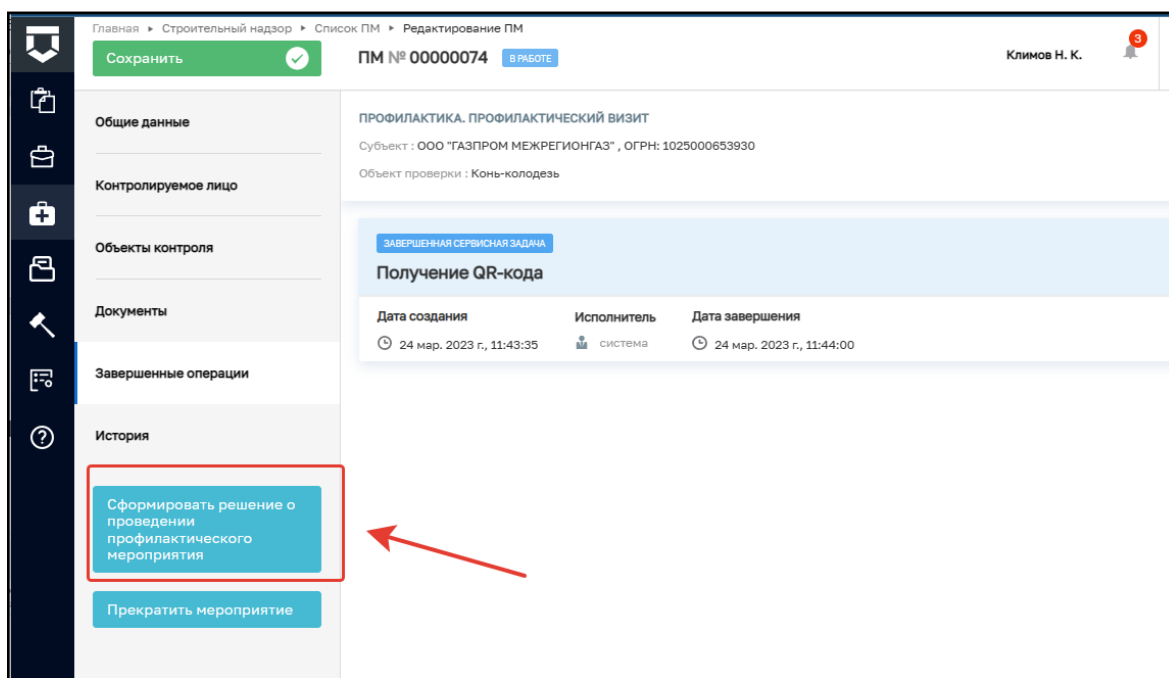 Главная ▸ Строительный надзор ▸ Список ПМ ▸ Редактирование ПМ
Сохранить
ПМ № 00000074 В РАБОТЕ
Климов Н. К.
3
Общие данные
Контролируемое лицо
Объекты контроля
Документы
Завершенные операции
История
Сформировать решение о
проведении
профилактического
мероприятия
Прекратить мероприятие
ПРОФИЛАКТИКА. ПРОФИЛАКТИЧЕСКИЙ ВИЗИТ
Субъект : ООО "ГАЗПРОМ МЕЖРЕГИОНГАЗ" , ОГРН: 1025000653930
Объект проверки : Конь-колодезь
ЗАВЕРШЕННАЯ СЕРВИСНАЯ ЗАДАЧА
Получение QR-кода
Дата создания Исполнитель Дата завершения
24 мар. 2023 г., 11:43:35 система 24 мар. 2023 г., 11:44:00